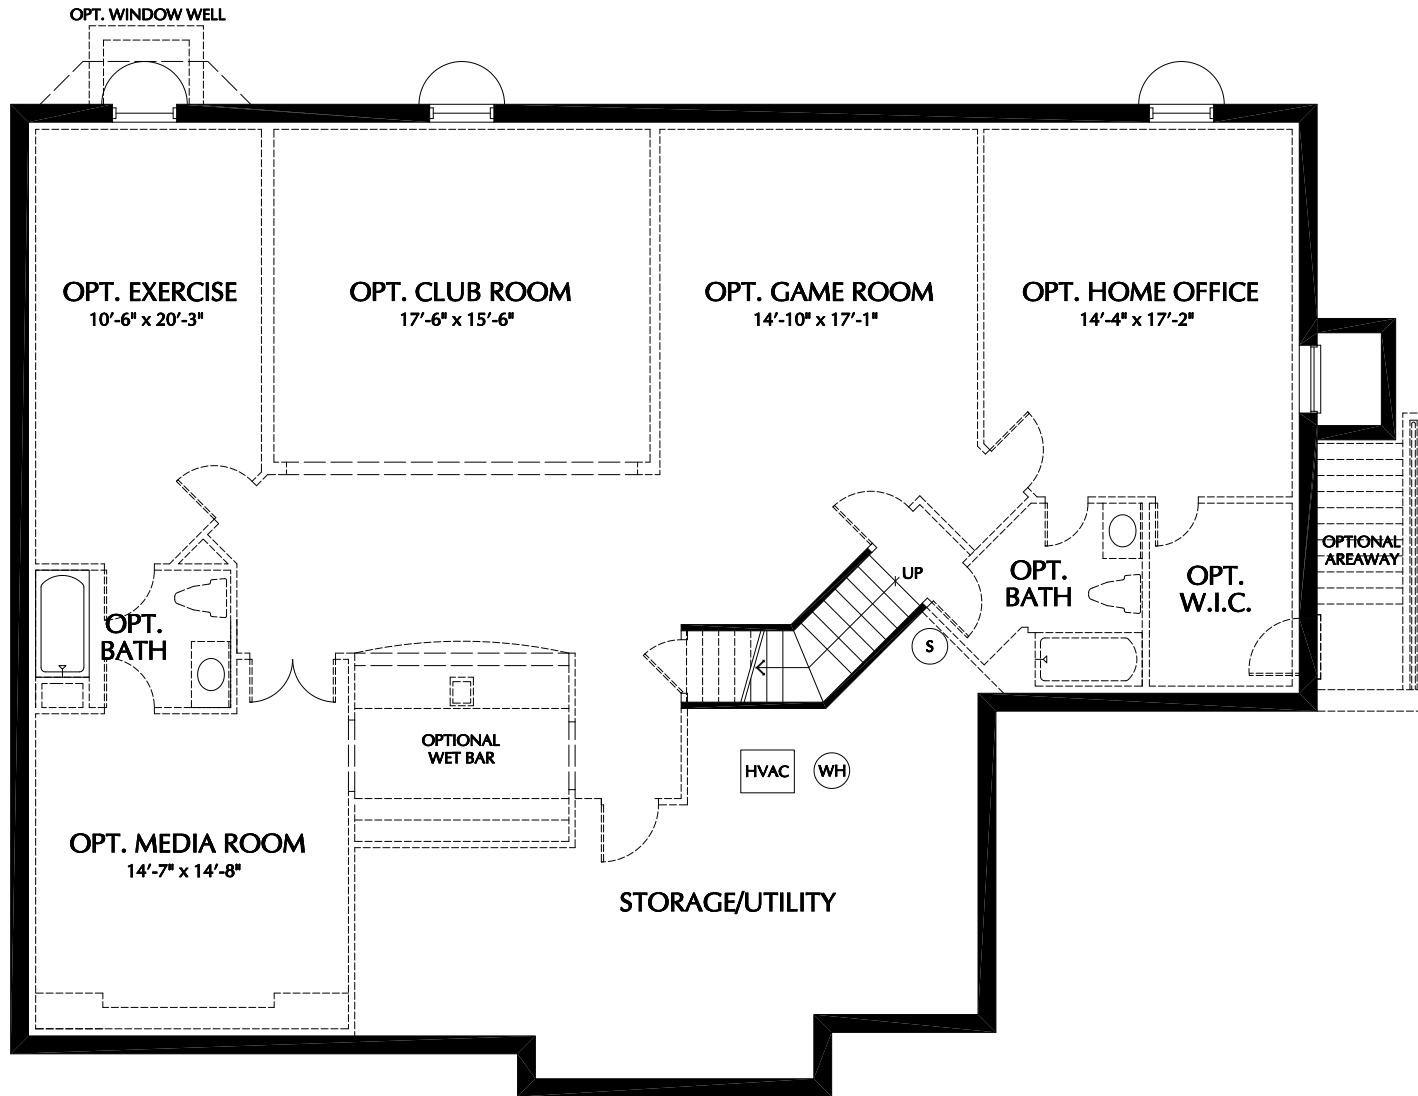 OPT. WINDOW WELL
OPT. EXERCISE
10'-6" x 20'-3"
OPT. CLUB ROOM
17'-6" x 15'-6"
OPT. GAME ROOM
14'-10" x 17'-1"
OPT. HOME OFFICE
14'-4" x 17'-2"
OPTIONAL
AREAWAY
UP
OPT.
BATH
OPT.
W.I.C.
OPT.
BATH
S
OPTIONAL
WET BAR
HVAC
WH
OPT. MEDIA ROOM
14'-7" x 14'-8"
STORAGE/UTILITY